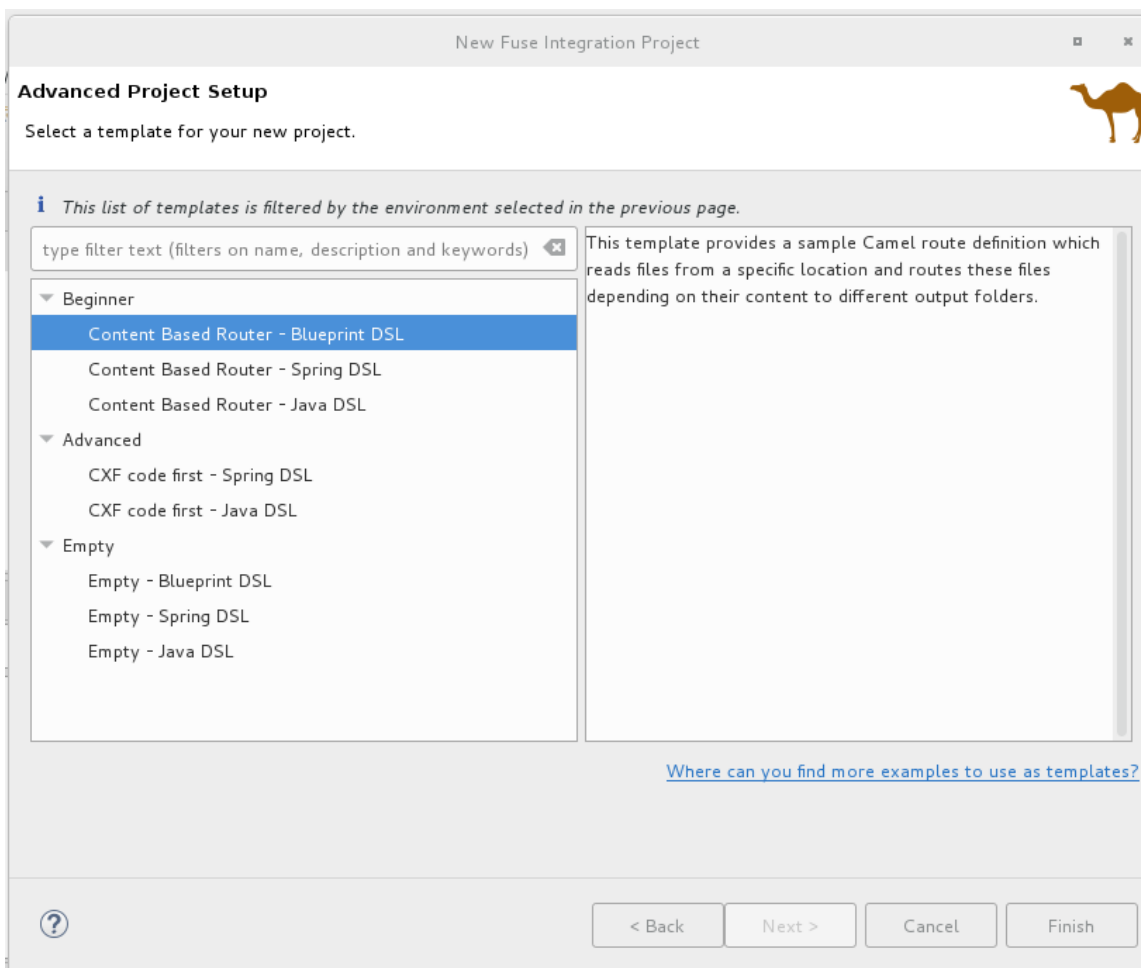 New Fuse Integration Project
Advanced Project Setup
Select a template for your new project.
i This list of templates is filtered by the environment selected in the previous page.
type filter text (filters on name, description and keywords)
Beginner
Content Based Router - Blueprint DSL
Content Based Router - Spring DSL
Content Based Router - Java DSL
Advanced
CXF code first - Spring DSL
CXF code first - Java DSL
Empty
Empty - Blueprint DSL
Empty - Spring DSL
Empty - Java DSL
This template provides a sample Camel route definition which
reads files from a specific location and routes these files
depending on their content to different output folders.
Where can you find more examples to use as templates?
?
< Back
Next >
Cancel
Finish